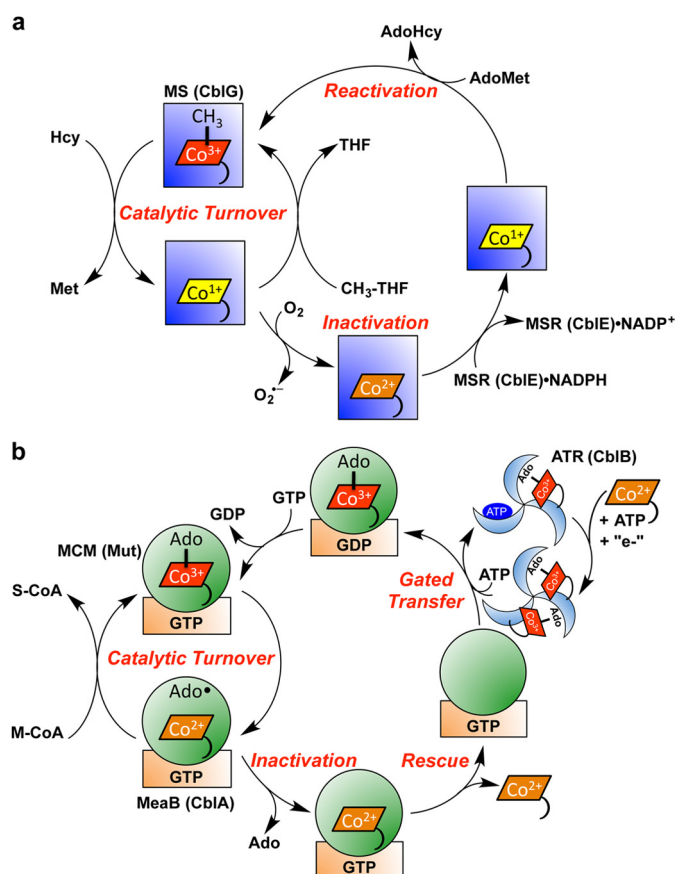 a
AdoHcy
AdoMet
Reactivation
MS (CblG)
CH₃
Co³⁺
Hcy
THF
Catalytic Turnover
Co¹⁺
Co¹⁺
Met
CH₃-THF
O₂
Inactivation
MSR (CblE)•NADP⁺
Co²⁺
MSR (CblE)•NADPH
O₂•⁻
b
Ado
Co³⁺
GDP
GTP
GDP
ATR (CblB)
Ado
Co³⁺
ATP
Co²⁺
+ ATP
+ "e-"
MCM (Mut)
Ado
Co³⁺
GTP
Gated
Transfer
ATP
Ado
Co³⁺
Co³⁺
Ado
S-CoA
Catalytic Turnover
M-CoA
Ado•
Co²⁺
GTP
MeaB (CblA)
GTP
Inactivation
Rescue
Ado
Co²⁺
GTP
Co²⁺